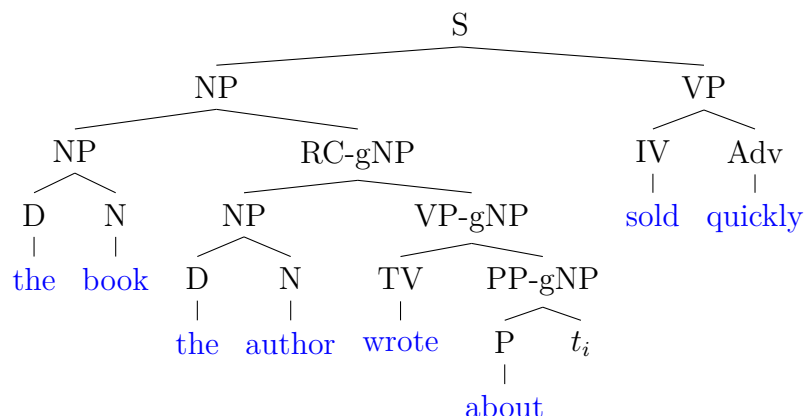 S
NP VP
NP RC-gNP IV Adv
D N NP VP-gNP sold quickly
the book D N TV PP-gNP
the author wrote P t_i
about